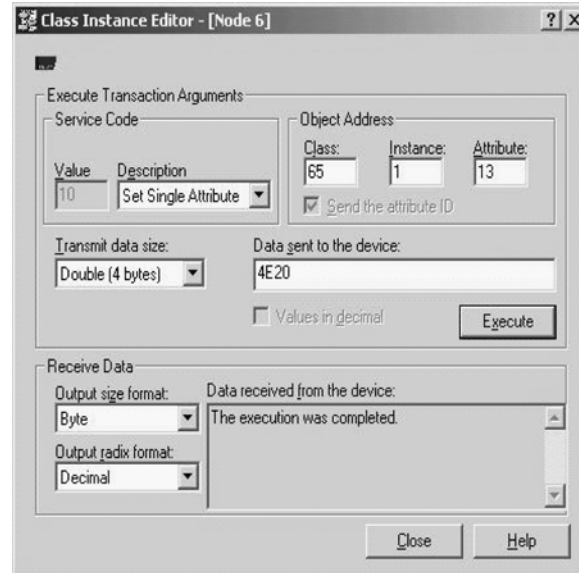 Class Instance Editor - [Node 6]
Execute Transaction Arguments
Service Code
Value Description
10 Set Single Attribute
Object Address
Class: Instance: Attribute:
65 1 13
Send the attribute ID
Transmit data size:
Double (4 bytes)
Data sent to the device:
4E20
Values in decimal
Execute
Receive Data
Output size format:
Byte
Output radix format:
Decimal
Data received from the device:
The execution was completed.
Close Help